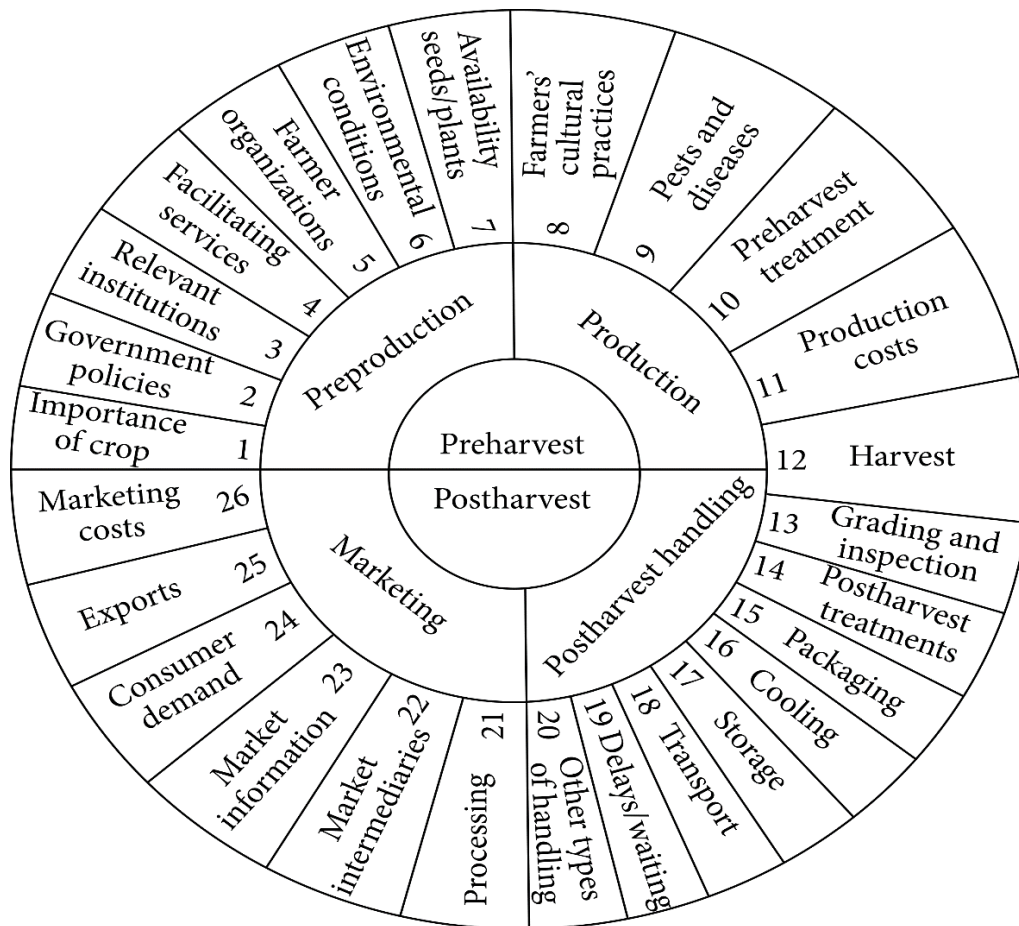 Preharvest
Postharvest
Preproduction
Production
Postharvest handling
Marketing
1
Importance
of crop
2
Government
policies
3
Relevant
institutions
4
Facilitating
services
5
Farmer
organizations
6
Environmental
conditions
7
Availability
seeds/plants
8
Farmers'
cultural
practices
9
Pests and
diseases
10
Preharvest
treatment
11
Production
costs
12
Harvest
13
Grading and
inspection
14
Postharvest
treatments
15
Packaging
16
Cooling
17
Storage
18
Transport
19
Delays/waiting
20
Other types
of handling
21
Processing
22
Market
intermediaries
23
Market
information
24
Consumer
demand
25
Exports
26
Marketing
costs